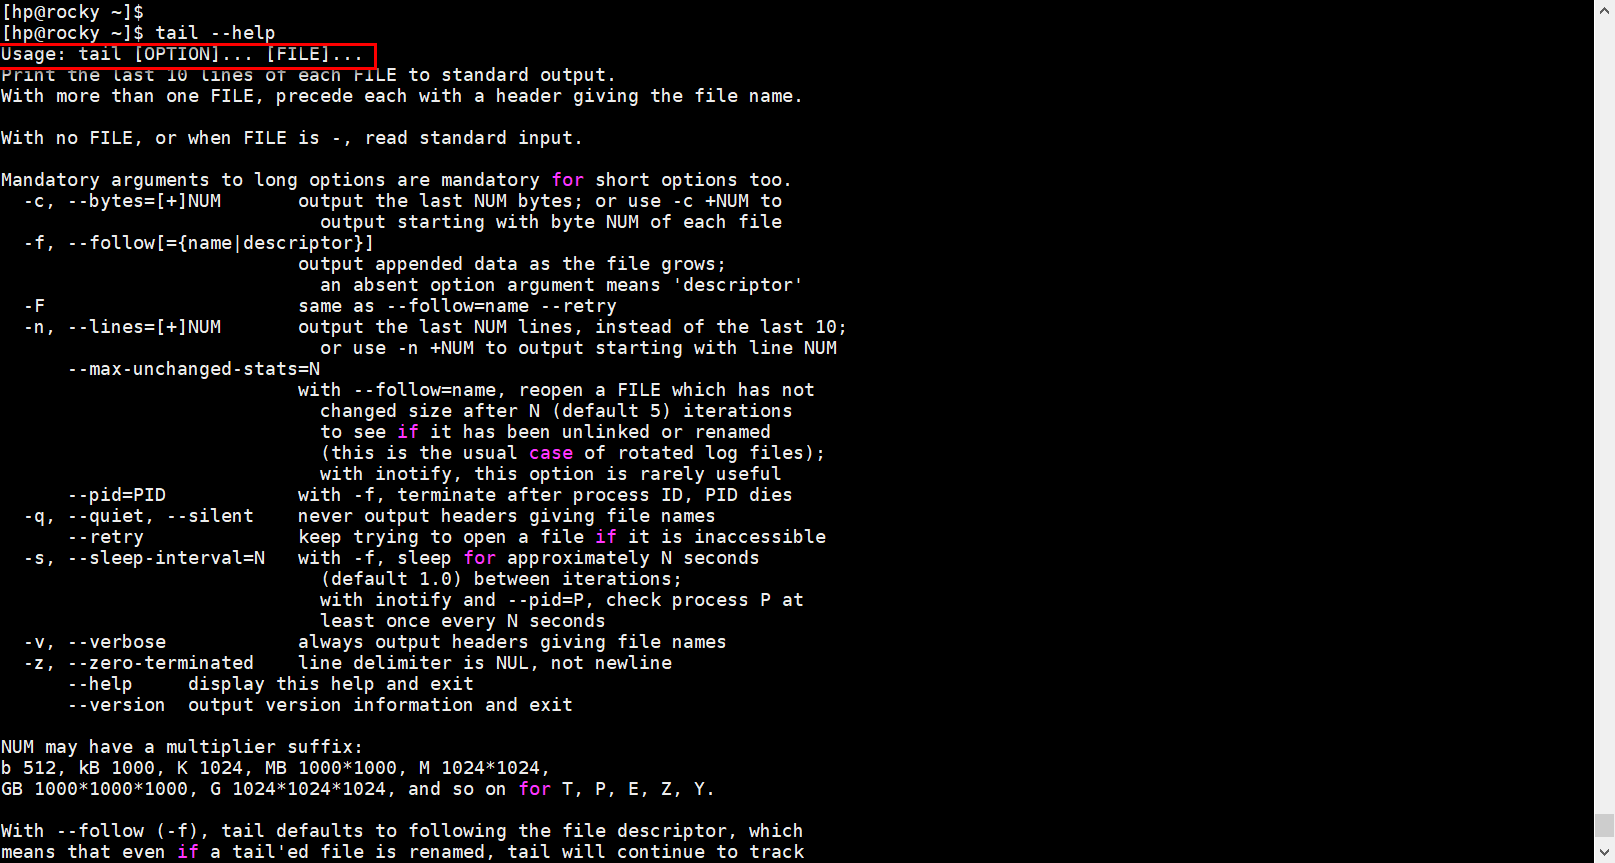 [hp@rocky ~]$
[hp@rocky ~]$ tail --help
Usage: tail [OPTION]... [FILE]...
Print the last 10 lines of each FILE to standard output.
With more than one FILE, precede each with a header giving the file name.

With no FILE, or when FILE is -, read standard input.

Mandatory arguments to long options are mandatory for short options too.
  -c, --bytes=[+]NUM       output the last NUM bytes; or use -c +NUM to
                             output starting with byte NUM of each file
  -f, --follow[={name|descriptor}]
                           output appended data as the file grows;
                             an absent option argument means 'descriptor'
  -F                       same as --follow=name --retry
  -n, --lines=[+]NUM       output the last NUM lines, instead of the last 10;
                             or use -n +NUM to output starting with line NUM
      --max-unchanged-stats=N
                           with --follow=name, reopen a FILE which has not
                             changed size after N (default 5) iterations
                             to see if it has been unlinked or renamed
                             (this is the usual case of rotated log files);
                             with inotify, this option is rarely useful
      --pid=PID            with -f, terminate after process ID, PID dies
  -q, --quiet, --silent    never output headers giving file names
      --retry              keep trying to open a file if it is inaccessible
  -s, --sleep-interval=N   with -f, sleep for approximately N seconds
                             (default 1.0) between iterations;
                             with inotify and --pid=P, check process P at
                             least once every N seconds
  -v, --verbose            always output headers giving file names
  -z, --zero-terminated    line delimiter is NUL, not newline
      --help     display this help and exit
      --version  output version information and exit

NUM may have a multiplier suffix:
b 512, kB 1000, K 1024, MB 1000*1000, M 1024*1024,
GB 1000*1000*1000, G 1024*1024*1024, and so on for T, P, E, Z, Y.

With --follow (-f), tail defaults to following the file descriptor, which
means that even if a tail'ed file is renamed, tail will continue to track